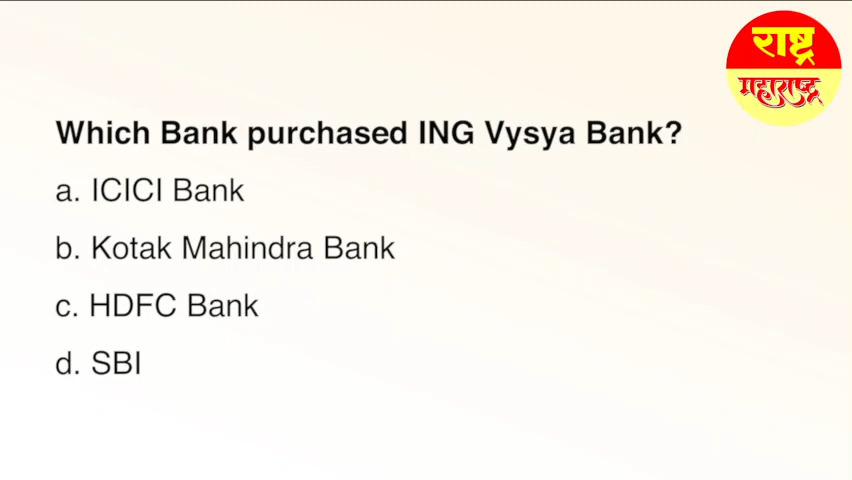 राष्ट्र
महाराष्ट्र
Which Bank purchased ING Vysya Bank?
a. ICICI Bank
b. Kotak Mahindra Bank
c. HDFC Bank
d. SBI